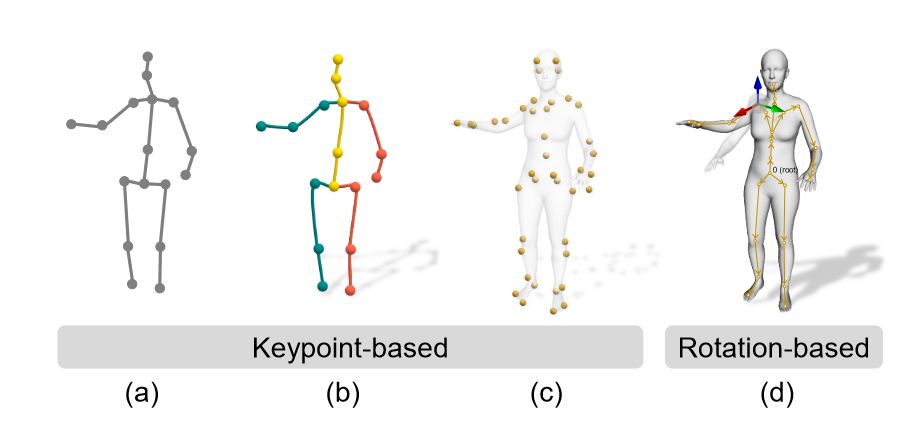 0 (root)
Keypoint-based
Rotation-based
(a)
(b)
(c)
(d)